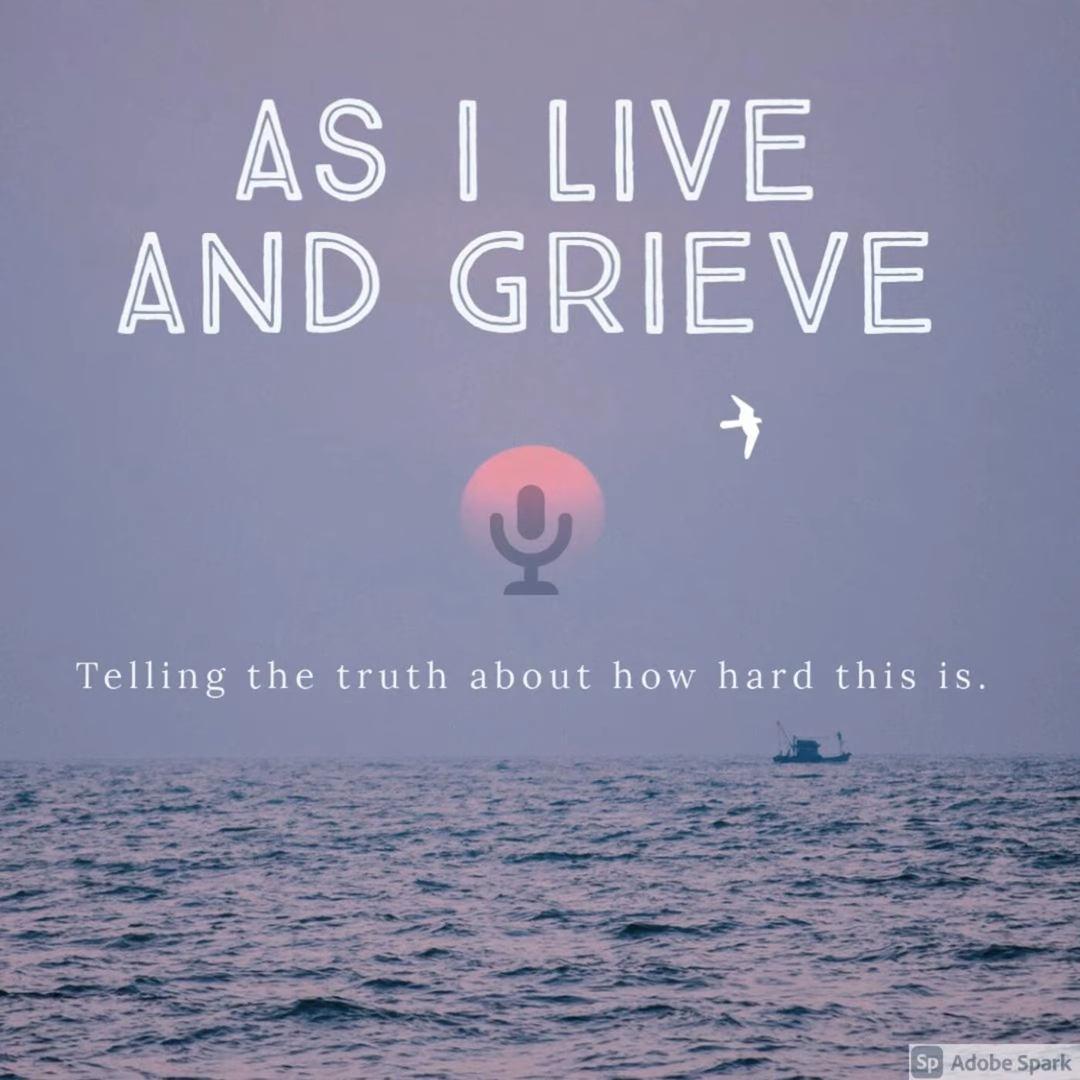 AS I LIVE
AND GRIEVE
Telling the truth about how hard this is.
Sp Adobe Spark